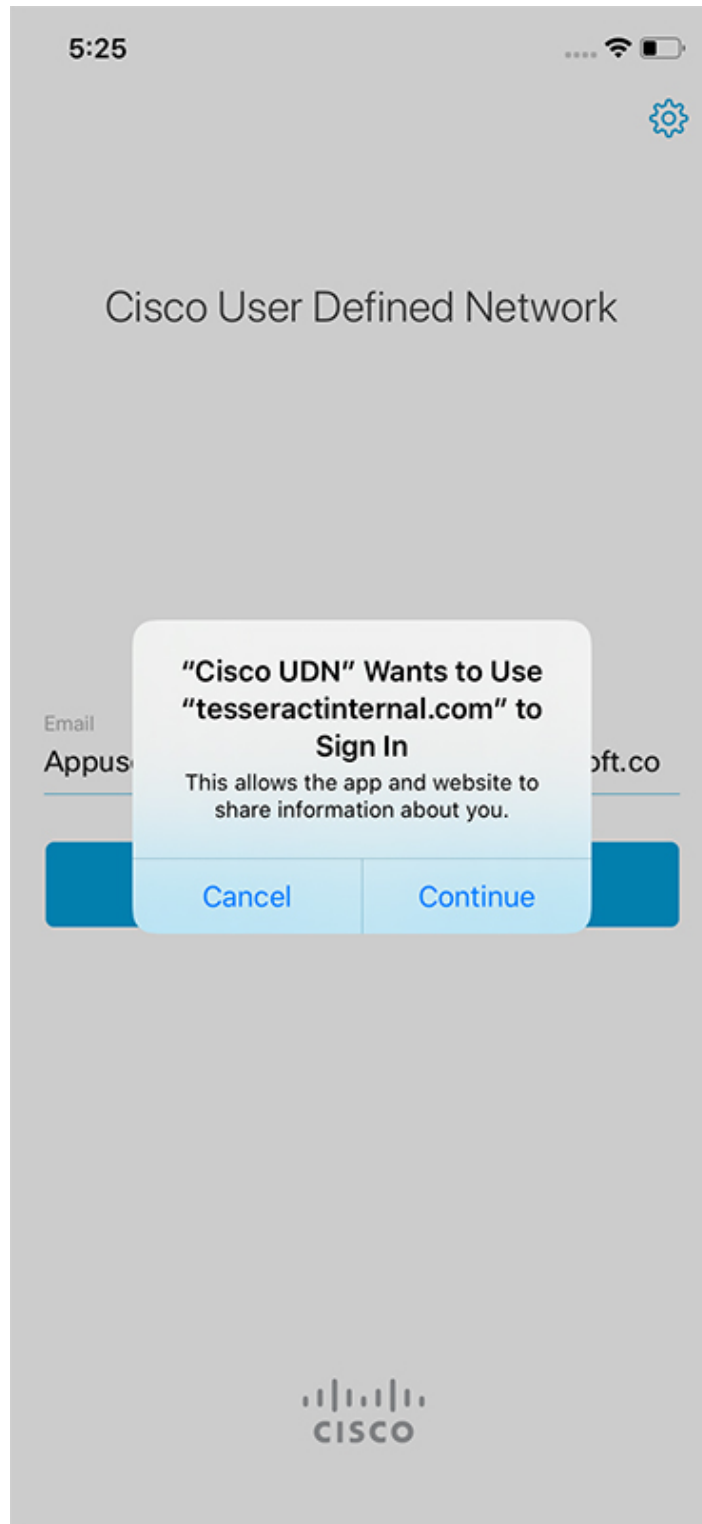 5:25
Cisco User Defined Network
"Cisco UDN" Wants to Use
"tesseractinternal.com" to
Sign In
This allows the app and website to
share information about you.
Email
Appus oft.co
Cancel Continue
CISCO